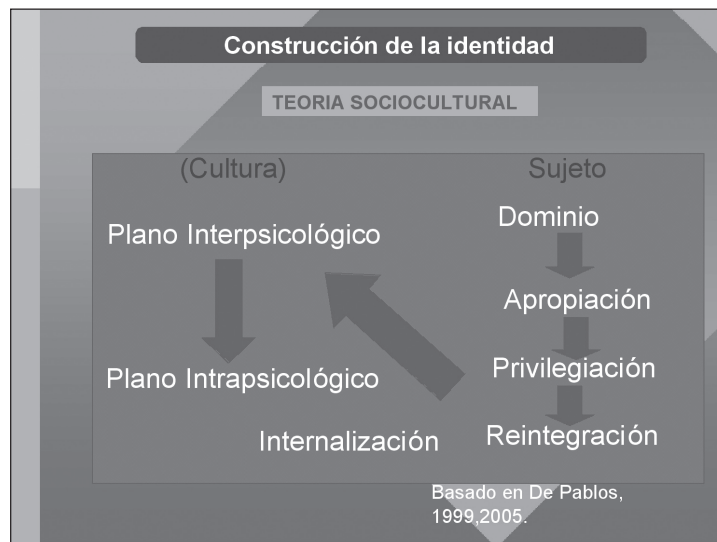 Construcción de la identidad
TEORIA SOCIOCULTURAL
(Cultura)
Sujeto
Plano Interpsicológico
Dominio
Apropiación
Plano Intrapsicológico
Privilegiación
Internalización
Reintegración
Basado en De Pablos,
1999,2005.